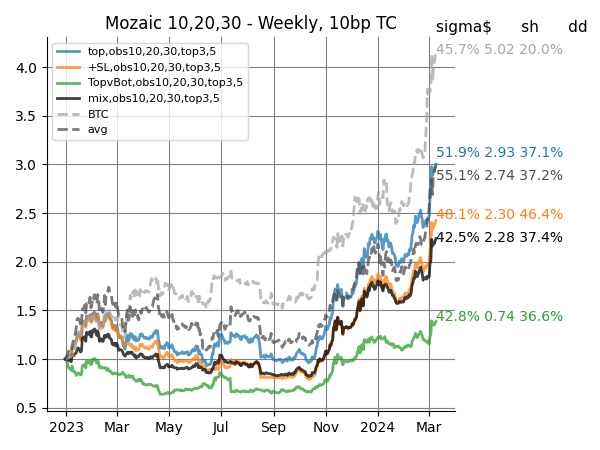 Mozaic 10,20,30 - Weekly, 10bp TC
sigma$ sh dd
top,obs10,20,30,top3,5
+SL,obs10,20,30,top3,5
TopvBot,obs10,20,30,top3,5
mix,obs10,20,30,top3,5
BTC
avg
45.7% 5.02 20.0%
51.9% 2.93 37.1%
55.1% 2.74 37.2%
48.1% 2.30 46.4%
42.5% 2.28 37.4%
42.8% 0.74 36.6%
4.0
3.5
3.0
2.5
2.0
1.5
1.0
0.5
2023 Mar May Jul Sep Nov 2024 Mar